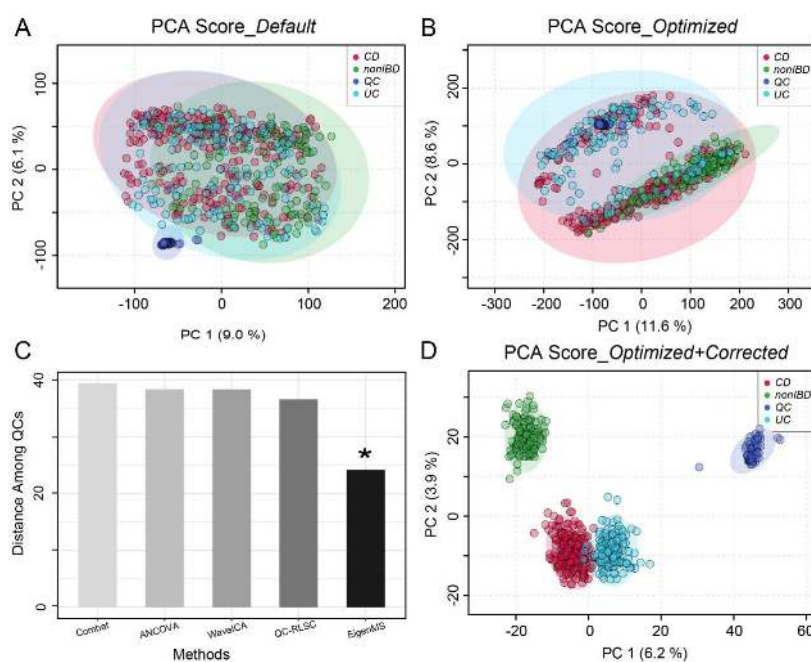 A
PCA Score_Default
CD
nonIBD
QC
UC
PC 2 (6.1 %)
100
0
-100
-100
0
100
200
PC 1 (9.0 %)
B
PCA Score_Optimized
CD
nonIBD
QC
UC
PC 2 (8.6 %)
200
0
-200
-300
-200
-100
0
100
200
300
PC 1 (11.6 %)
C
Distance Among QCs
40
20
0
*
Combat
ANCOVA
WaveICA
QC-RLSC
EigenMS
Methods
D
PCA Score_Optimized+Corrected
CD
nonIBD
QC
UC
PC 2 (3.9 %)
20
0
-20
-20
0
20
40
60
PC 1 (6.2 %)